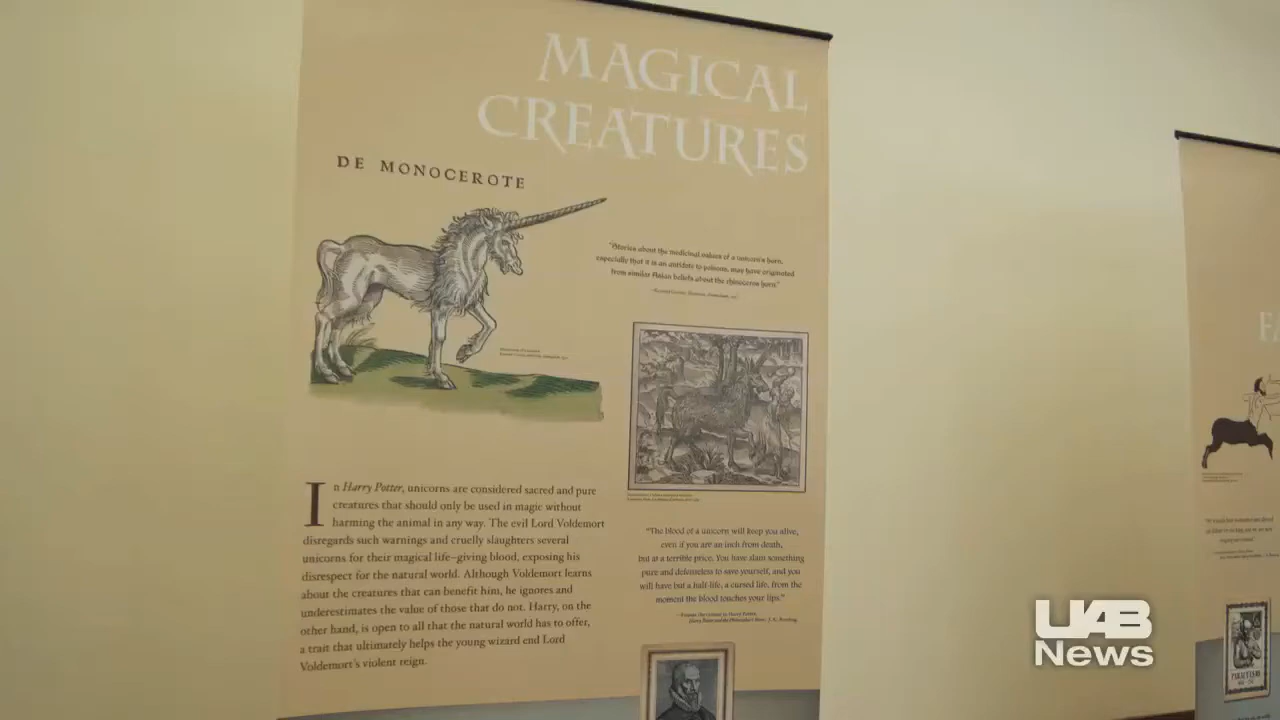 MAGICAL
CREATURES
DE MONOCEROTE
"Stories about the medicinal values of a unicorn's horn,
especially that it is an antidote to poisons, may have originated
from similar Asian beliefs about the rhinoceros horn."
In Harry Potter, unicorns are considered sacred and pure
creatures that should only be used in magic without
harming the animal in any way. The evil Lord Voldemort
disregards such warnings and cruelly slaughters several
unicorns for their magical life-giving blood, exposing his
disrespect for the natural world. Although Voldemort learns
about the creatures that can benefit him, he ignores and
underestimates the value of those that do not. Harry, on the
other hand, is open to all that the natural world has to offer,
a trait that ultimately helps the young wizard end Lord
Voldemort's violent reign.
"The blood of a unicorn will keep you alive,
even if you are an inch from death,
but at a terrible price. You have slain something
pure and defenseless to save yourself, and you
will have but a half-life, a cursed life, from the
moment the blood touches your lips."
UAB
News